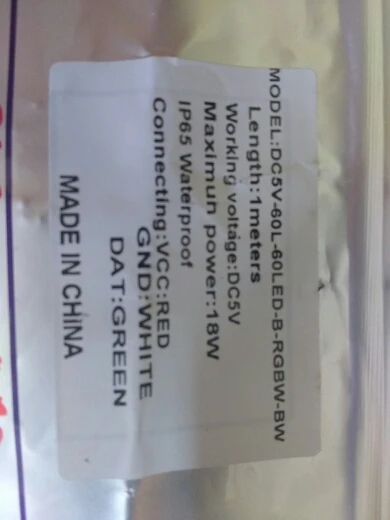 MODEL:DC5V-60L-60LED-B-RGBW-BW
Length:1meters
Working voltage:DC5V
Maximun power:18W
IP65 Waterproof
Connecting:VCC:RED
GND:WHITE
DAT:GREEN
MADE IN CHiNA